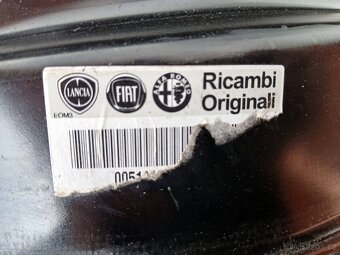 LANCIA FIAT ALFA ROMEO Ricambi
Originali
EOM3